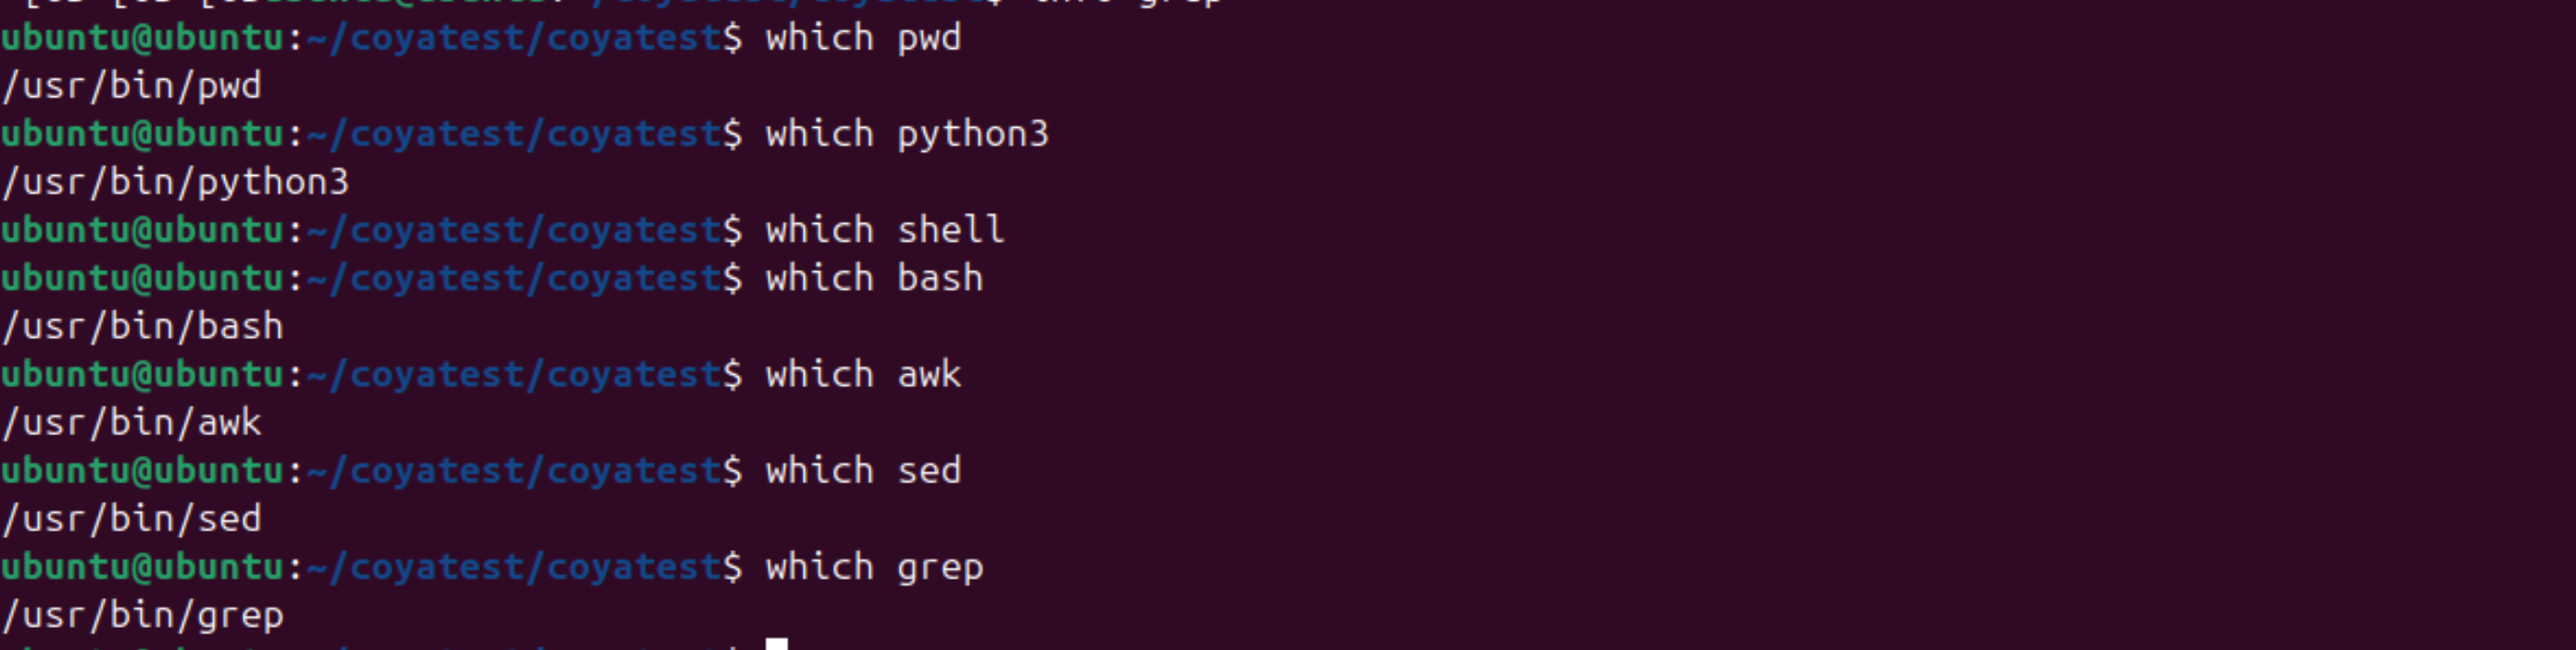 ubuntu@ubuntu:~/coyatest/coyatest$ which pwd
/usr/bin/pwd
ubuntu@ubuntu:~/coyatest/coyatest$ which python3
/usr/bin/python3
ubuntu@ubuntu:~/coyatest/coyatest$ which shell
ubuntu@ubuntu:~/coyatest/coyatest$ which bash
/usr/bin/bash
ubuntu@ubuntu:~/coyatest/coyatest$ which awk
/usr/bin/awk
ubuntu@ubuntu:~/coyatest/coyatest$ which sed
/usr/bin/sed
ubuntu@ubuntu:~/coyatest/coyatest$ which grep
/usr/bin/grep